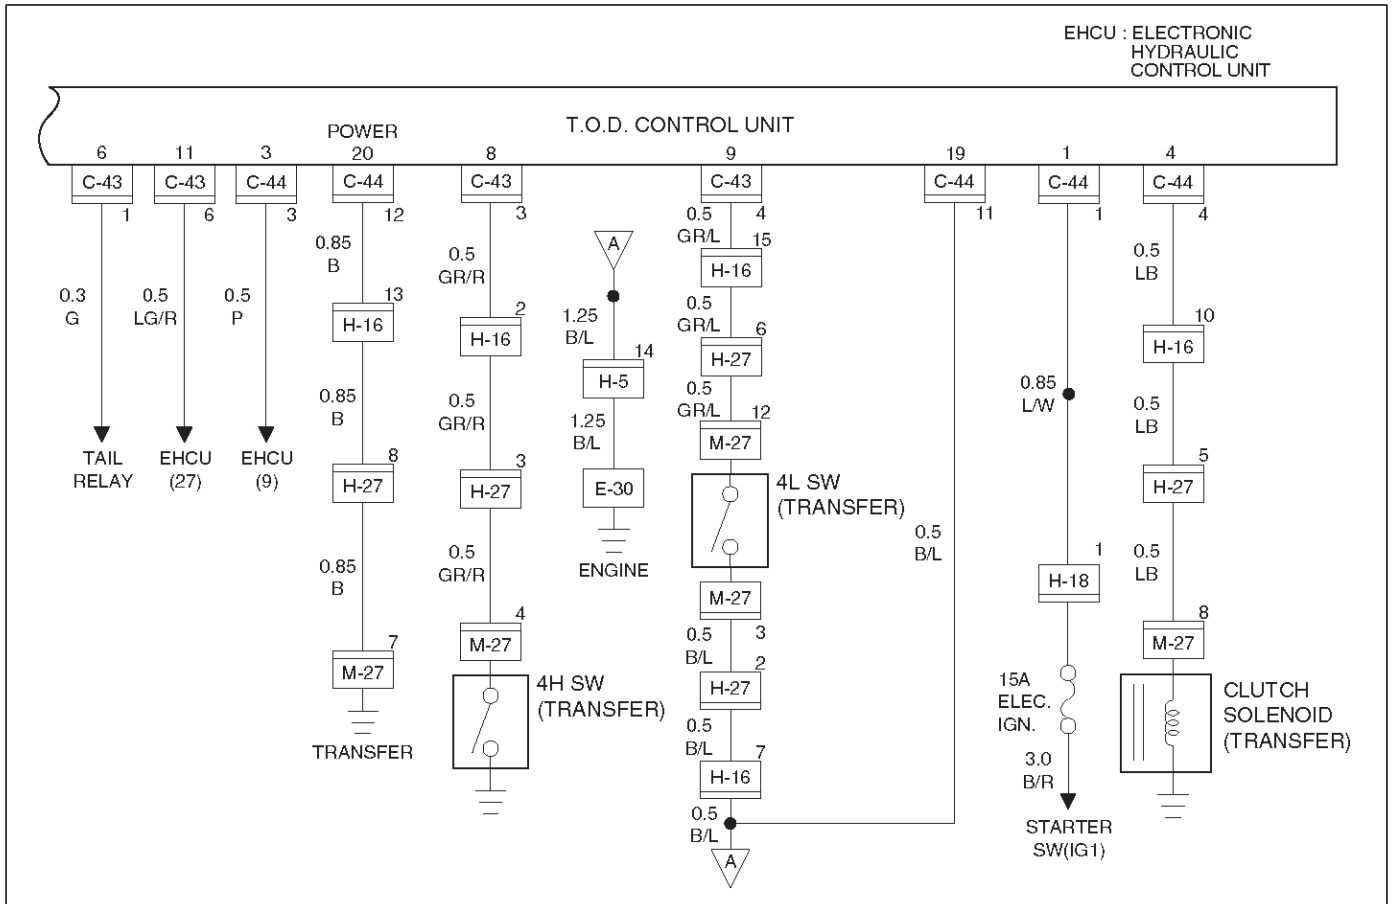 EHCU : ELECTRONIC
HYDRAULIC
CONTROL UNIT
T.O.D. CONTROL UNIT
POWER
6 11 3 20 8 9 19 1 4
C-43 C-43 C-44 C-44 C-43 C-43 C-44 C-44 C-44
1 6 3 12 3 4 11 1 4
0.3
G
TAIL
RELAY
0.5
LG/R
EHCU
(27)
0.5
P
EHCU
(9)
0.85
B
13
H-16
0.85
B
8
H-27
0.85
B
7
M-27
TRANSFER
0.5
GR/R
2
H-16
0.5
GR/R
3
H-27
0.5
GR/R
4
M-27
4H SW
(TRANSFER)
A
1.25
B/L
14
H-5
1.25
B/L
E-30
ENGINE
0.5
GR/L
15
H-16
0.5
GR/L
6
H-27
0.5
GR/L
12
M-27
4L SW
(TRANSFER)
M-27
3
0.5
B/L
2
H-27
0.5
B/L
7
H-16
0.5
B/L
A
0.5
B/L
0.85
L/W
1
H-18
15A
ELEC.
IGN.
3.0
B/R
STARTER
SW(IG1)
0.5
LB
10
H-16
0.5
LB
5
H-27
0.5
LB
8
M-27
CLUTCH
SOLENOID
(TRANSFER)